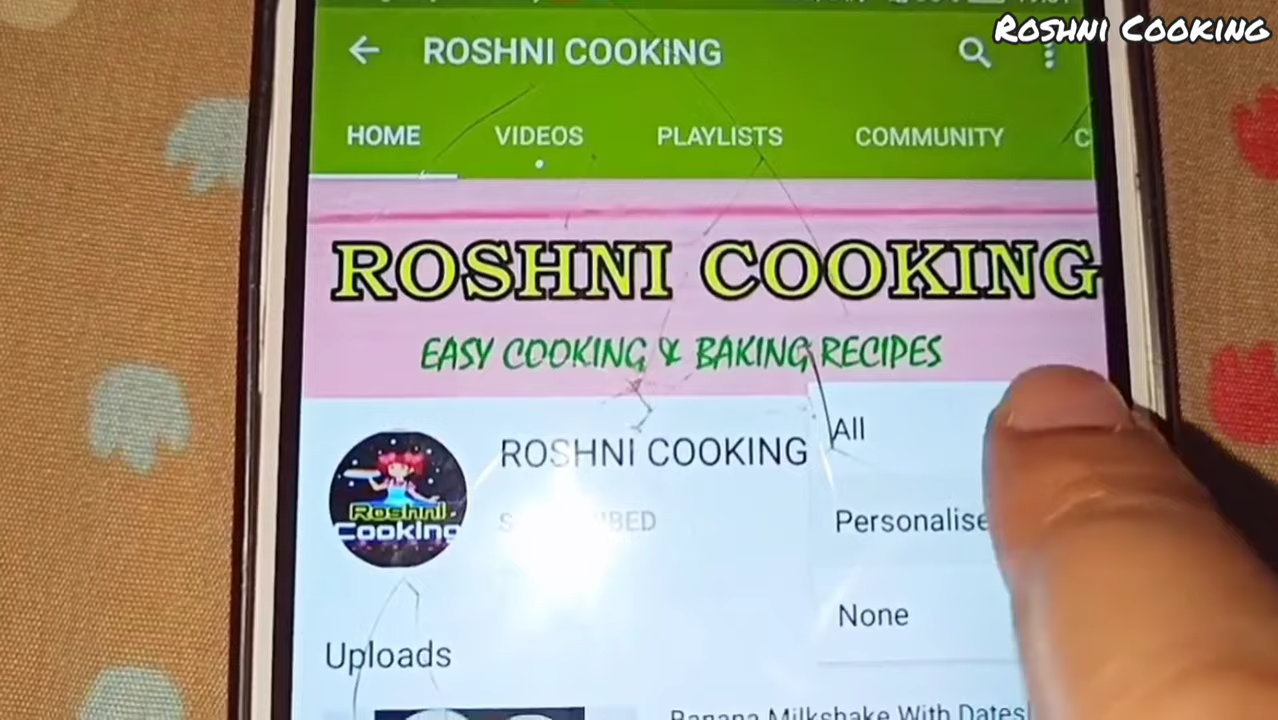 Roshni Cooking
ROSHNI COOKING
HOME VIDEOS PLAYLISTS COMMUNITY C
ROSHNI COOKING
EASY COOKING & BAKING RECIPES
All
ROSHNI COOKING
Roshni
Cooking
Personalise
None
Uploads
Banana Milkshake With Dates